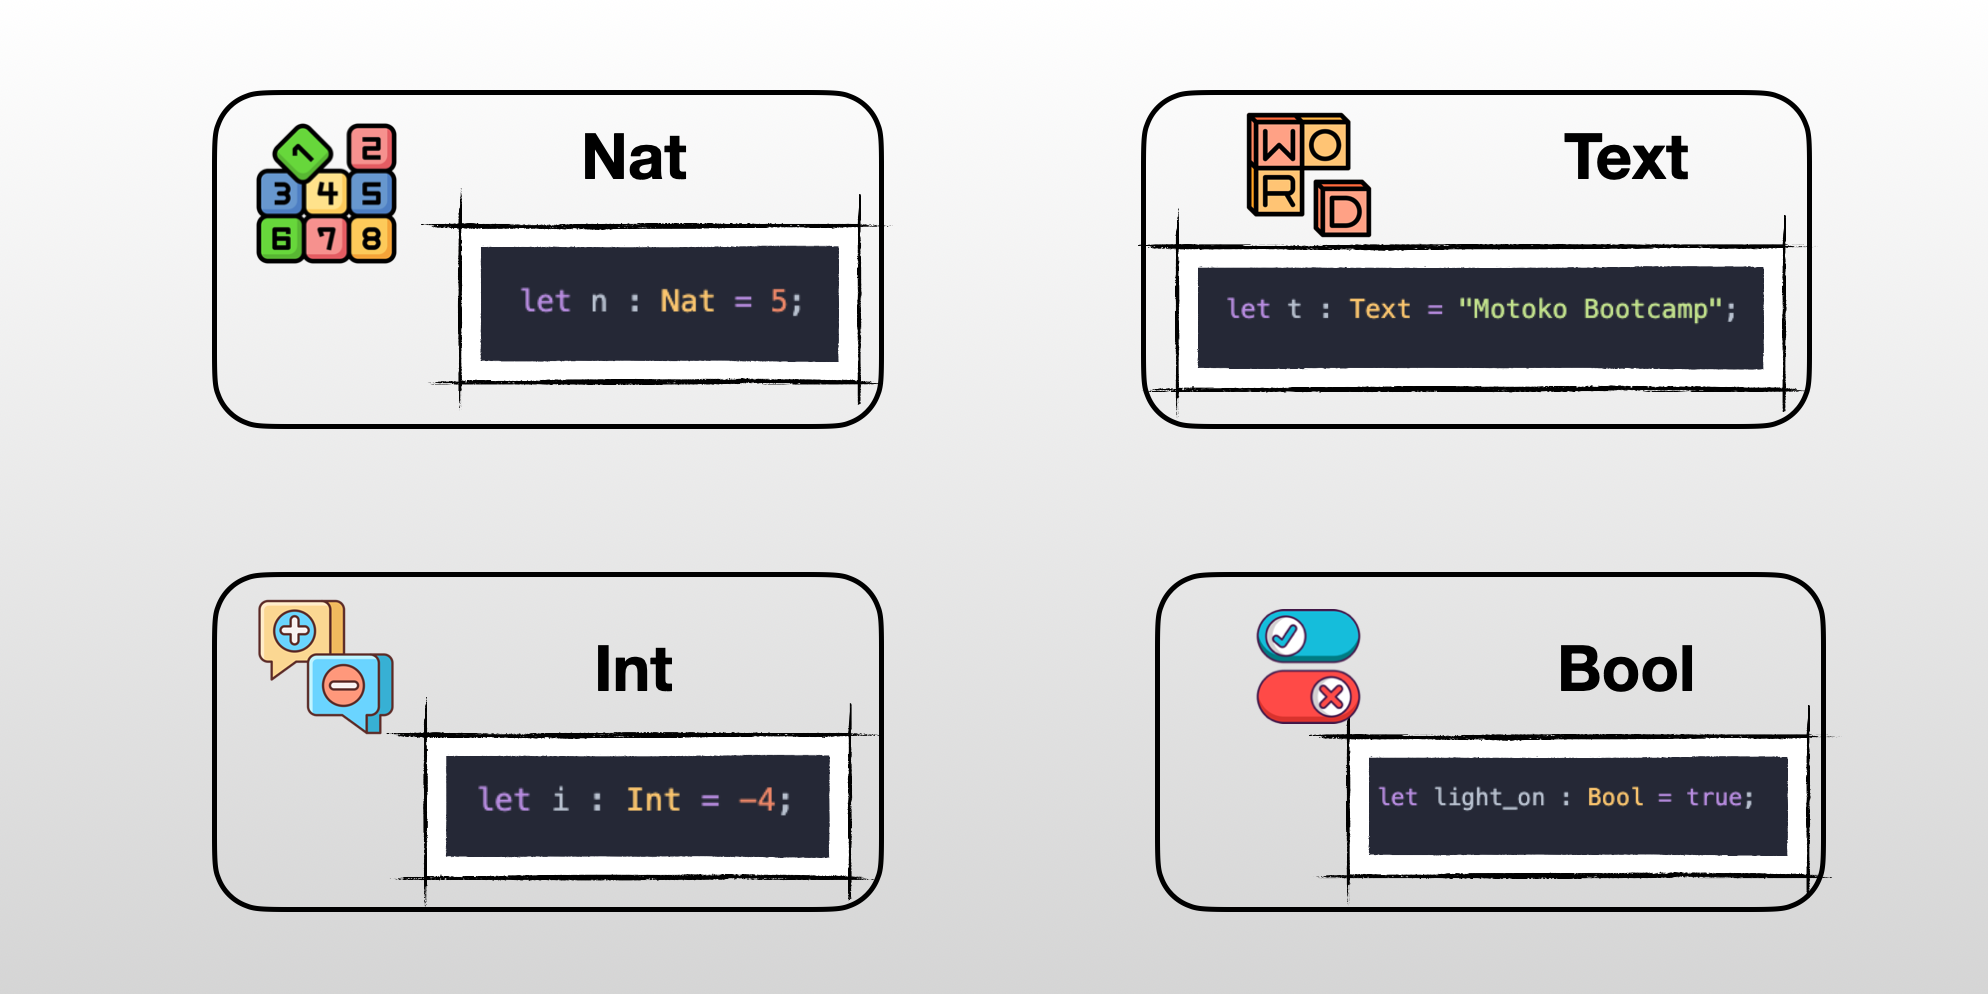 1 2
3 4 5
6 7 8
Nat
let n : Nat = 5;
W O
R D
Text
let t : Text = "Motoko Bootcamp";
Int
let i : Int = -4;
Bool
let light_on : Bool = true;